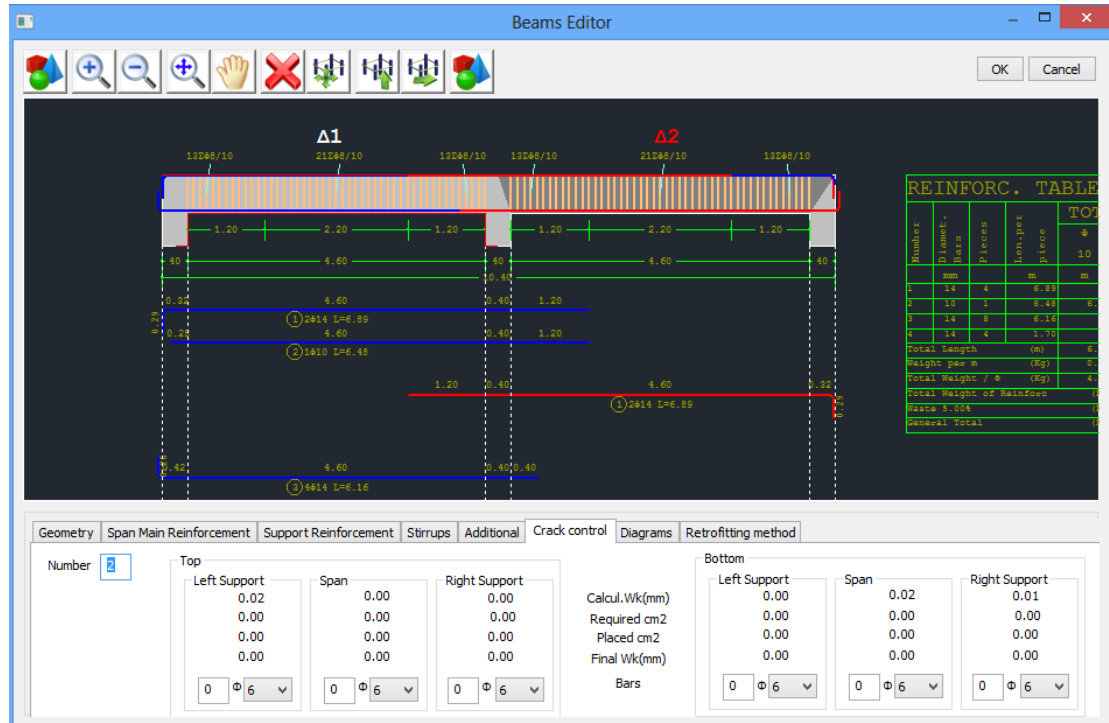 Beams Editor
OK Cancel
Δ1 Δ2
13ΣΦ8/10 21ΣΦ8/10 13ΣΦ8/10 13ΣΦ8/10 21ΣΦ8/10 13ΣΦ8/10
1.20 2.20 1.20 1.20 2.20 1.20
40 4.60 40 4.60 40
10.40
0.32 4.60 0.40 1.20
0.29
1 2Φ14 L=6.89
0.28 4.60 0.40 1.20
2 1Φ10 L=6.48
1.20 0.40 4.60 0.32
1 2Φ14 L=6.89
0.29
0.42 4.60 0.40 0.40
3 4Φ14 L=6.16
REINFORC. TABLE
Number Diamet. Bars Pieces Len.per piece TOT
Φ
10
mm m m
1 14 4 6.89
2 10 1 6.48 6.
3 14 8 6.16
4 14 4 1.70
Total Length (m) 6.
Weight per m (Kg) 0.
Total Weight / Φ (Kg) 4.
Total Weight of Reinforc (
Waste 5.00% (
General Total (
Geometry Span Main Reinforcement Support Reinforcement Stirrups Additional Crack control Diagrams Retrofitting method
Number 2
Top Bottom
Left Support Span Right Support Left Support Span Right Support
0.02 0.00 0.00 Calcul.Wk(mm) 0.00 0.02 0.01
0.00 0.00 0.00 Required cm2 0.00 0.00 0.00
0.00 0.00 0.00 Placed cm2 0.00 0.00 0.00
0.00 0.00 0.00 Final Wk(mm) 0.00 0.00 0.00
0 Φ 6 0 Φ 6 0 Φ 6 Bars 0 Φ 6 0 Φ 6 0 Φ 6